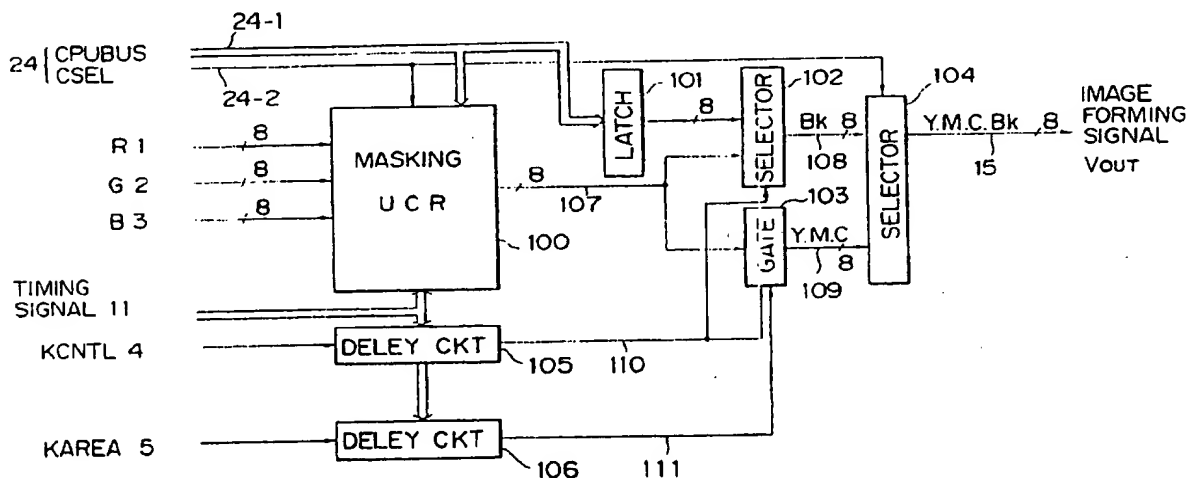 24-1
24 { CPUBUS
CSEL
24-2
R 1
8
G 2
8
B 3
8
MASKING
U C R
100
8
107
LATCH
101
8
SELECTOR
102
Bk 8
108
GATE
103
Y.M.C
8
109
SELECTOR
104
Y.M.C.Bk 8
15
IMAGE
FORMING
SIGNAL
VOUT
TIMING
SIGNAL 11
KCNTL 4
DELEY CKT
105
110
KAREA 5
DELEY CKT
106
111